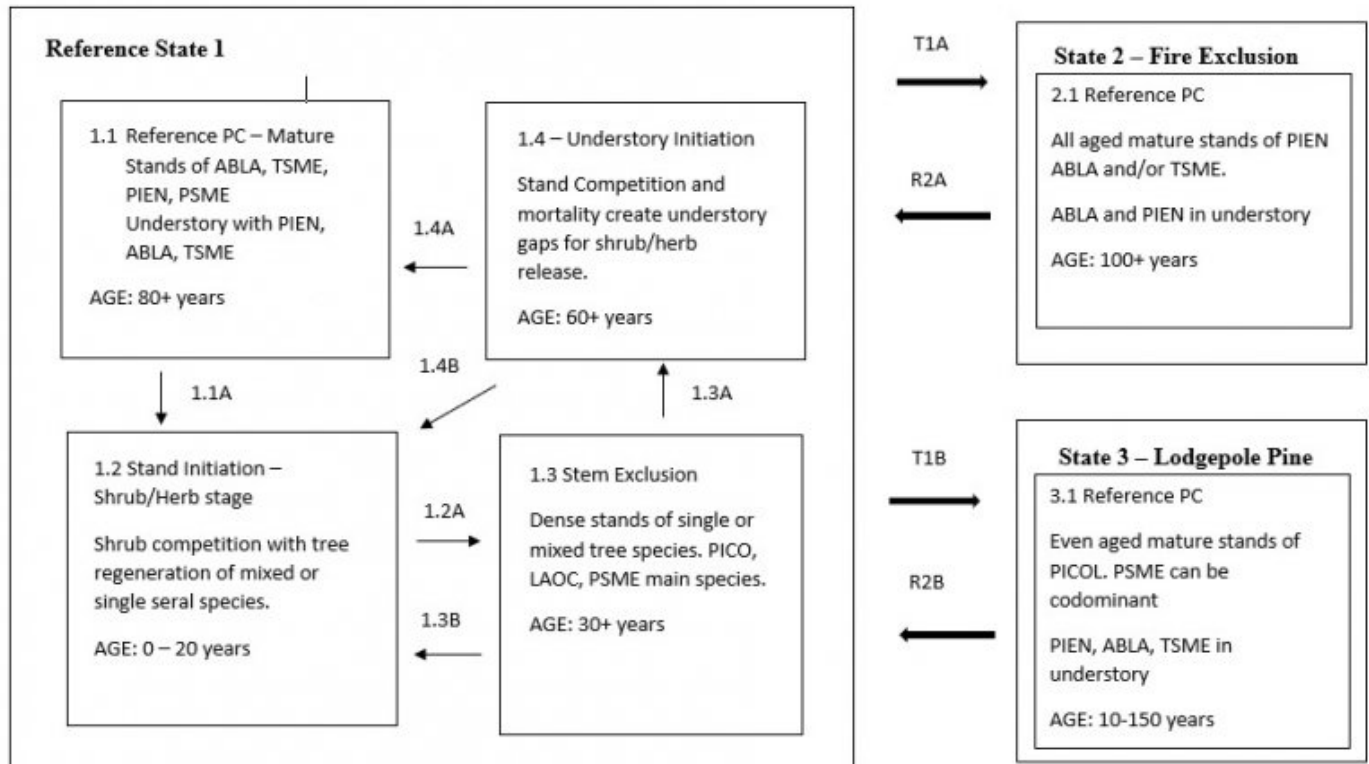 Reference State 1
1.1 Reference PC – Mature
Stands of ABLA, TSME,
PIEN, PSME
Understory with PIEN,
ABLA, TSME
AGE: 80+ years
1.4 – Understory Initiation
Stand Competition and
mortality create understory
gaps for shrub/herb
release.
AGE: 60+ years
1.4A
1.1A
1.4B
1.3A
1.2 Stand Initiation –
Shrub/Herb stage
Shrub competition with tree
regeneration of mixed or
single seral species.
AGE: 0 – 20 years
1.2A
1.3B
1.3 Stem Exclusion
Dense stands of single or
mixed tree species. PICO,
LAOC, PSME main species.
AGE: 30+ years
T1A
R2A
State 2 – Fire Exclusion
2.1 Reference PC
All aged mature stands of PIEN
ABLA and/or TSME.
ABLA and PIEN in understory
AGE: 100+ years
T1B
R2B
State 3 – Lodgepole Pine
3.1 Reference PC
Even aged mature stands of
PICOL. PSME can be
codominant
PIEN, ABLA, TSME in
understory
AGE: 10-150 years